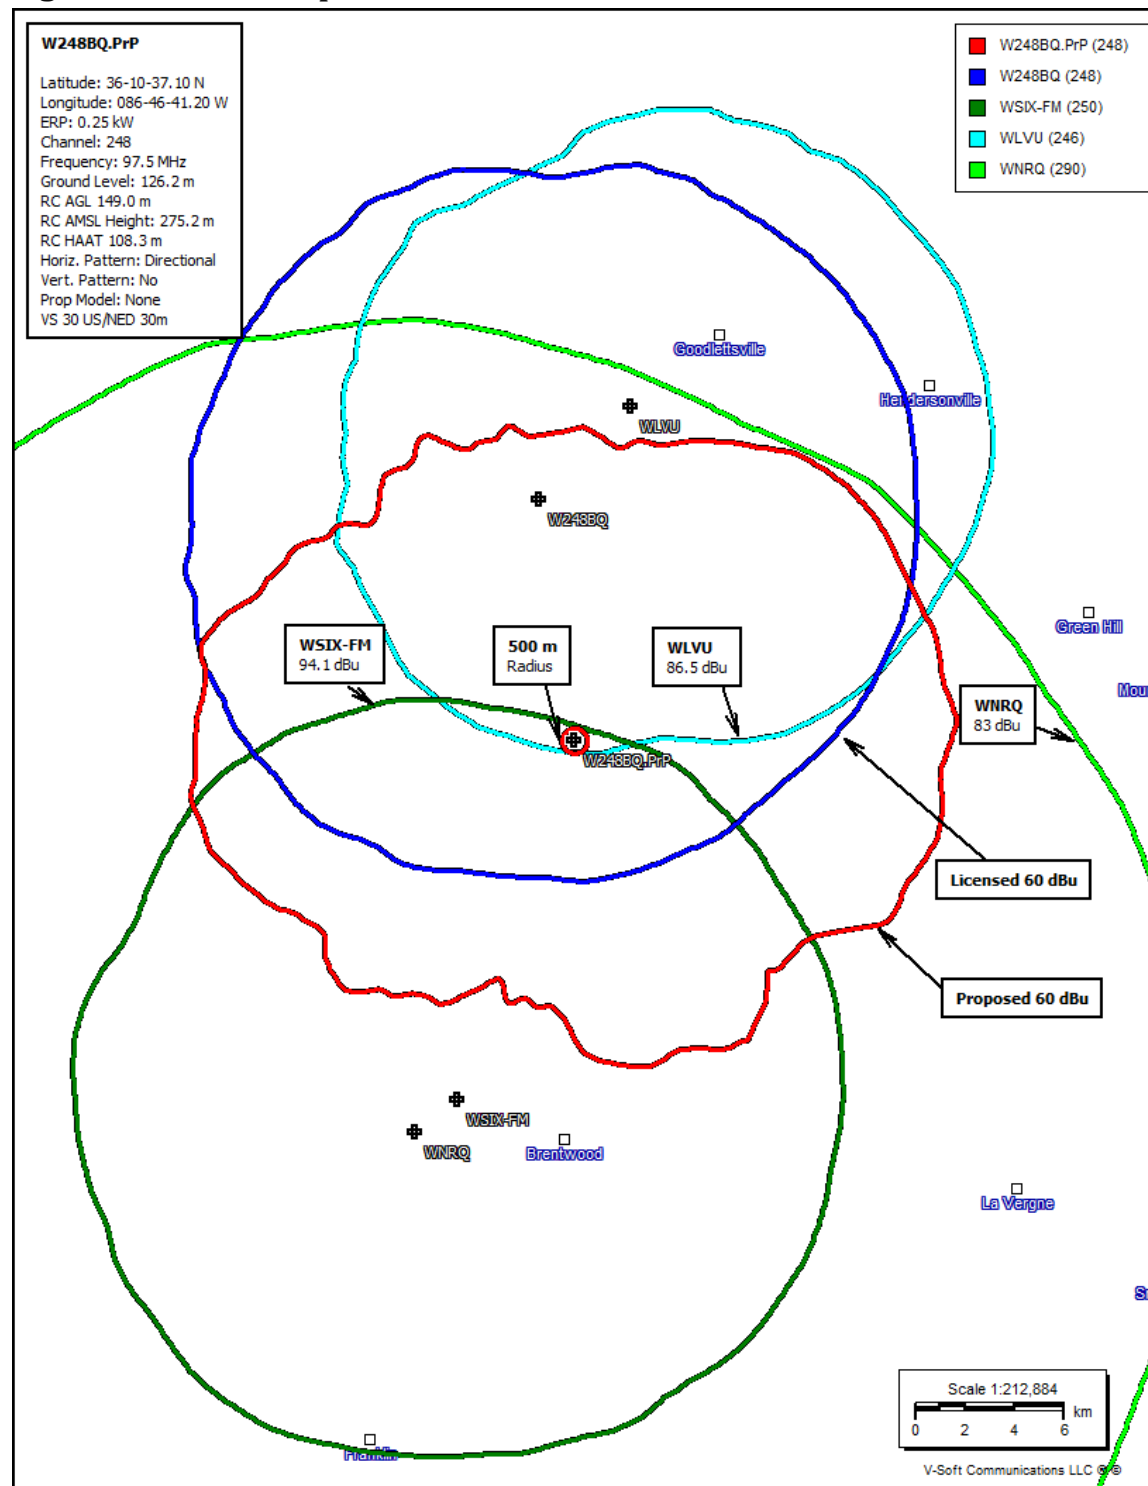 W248BQ.PrP
Latitude: 36-10-37.10 N
Longitude: 086-46-41.20 W
ERP: 0.25 kW
Channel: 248
Frequency: 97.5 MHz
Ground Level: 126.2 m
RC AGL 149.0 m
RC AMSL Height: 275.2 m
RC HAAT 108.3 m
Horiz. Pattern: Directional
Vert. Pattern: No
Prop Model: None
VS 30 US/NED 30m
W248BQ.PrP (248)
W248BQ (248)
WSIX-FM (250)
WLVU (246)
WNRQ (290)
Goodlettsville
Hendersonville
WLVU
W248BQ
Green Hill
WSIX-FM
94.1 dBu
500 m
Radius
WLVU
86.5 dBu
WNRQ
83 dBu
W248BQ.PrP
Licensed 60 dBu
Proposed 60 dBu
WSIX-FM
WNRQ
Brentwood
La Vergne
Franklin
Scale 1:212,884
0 2 4 6 km
V-Soft Communications LLC